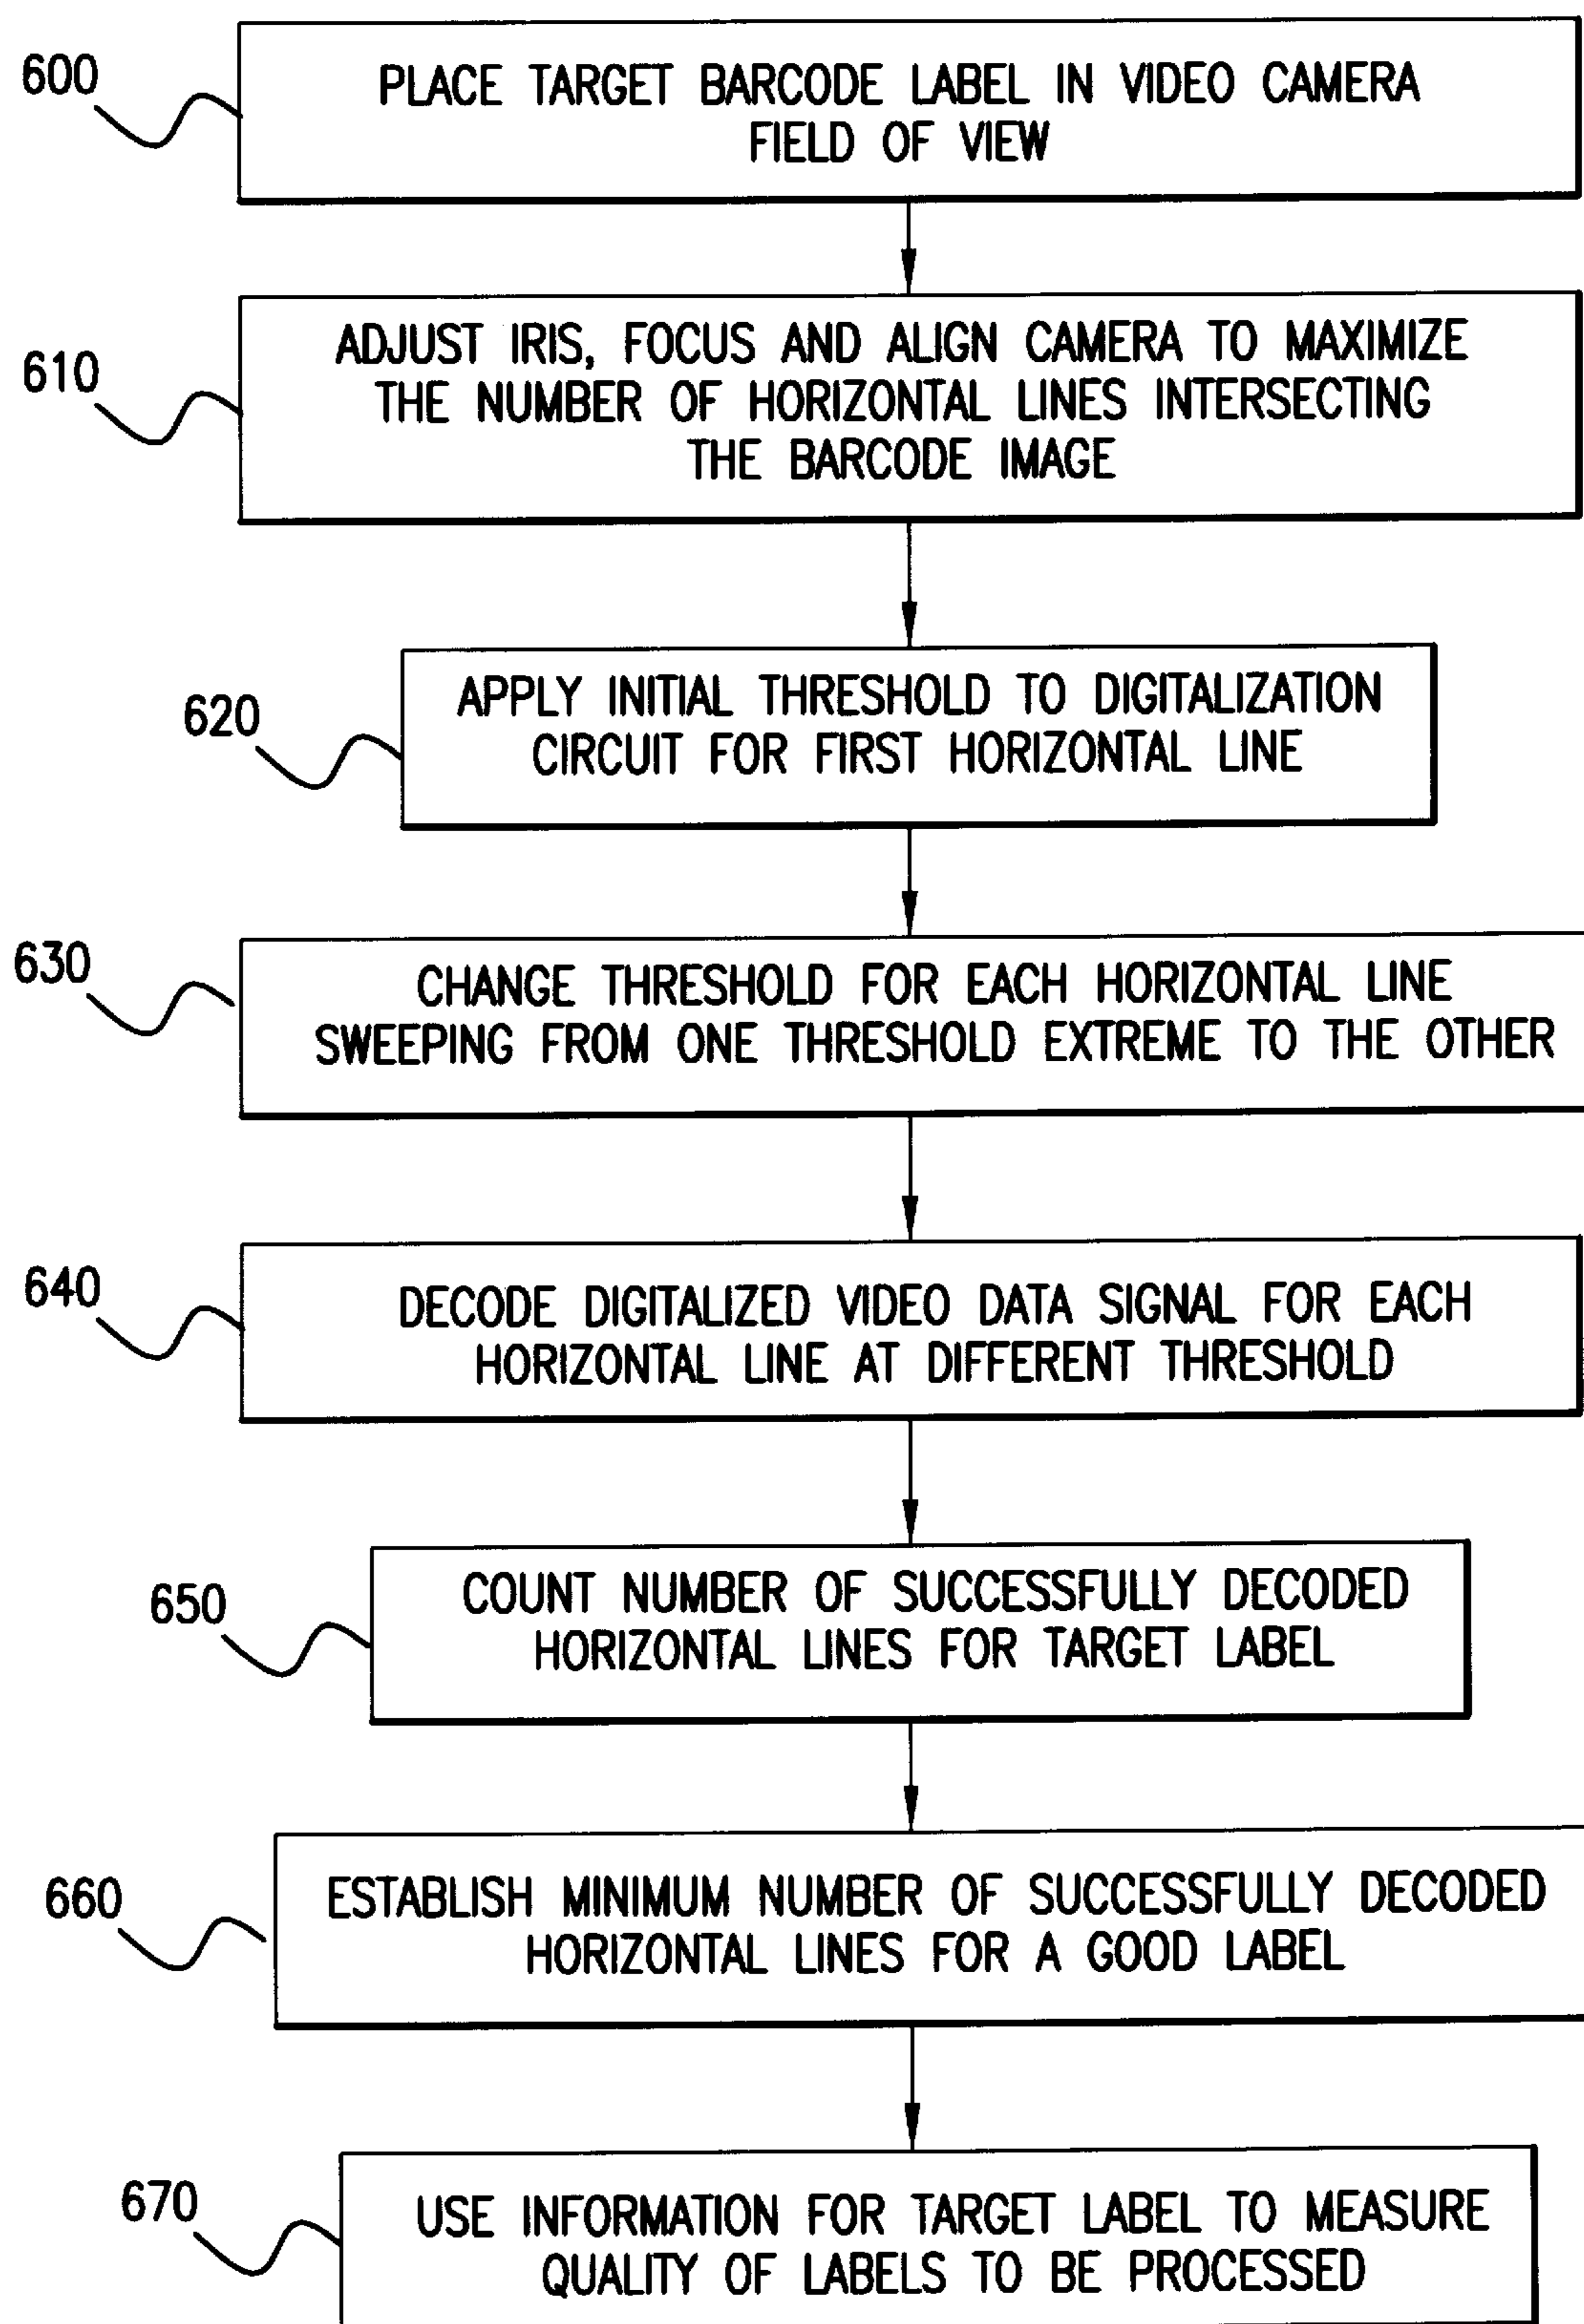 600
PLACE TARGET BARCODE LABEL IN VIDEO CAMERA
FIELD OF VIEW
610
ADJUST IRIS, FOCUS AND ALIGN CAMERA TO MAXIMIZE
THE NUMBER OF HORIZONTAL LINES INTERSECTING
THE BARCODE IMAGE
620
APPLY INITIAL THRESHOLD TO DIGITALIZATION
CIRCUIT FOR FIRST HORIZONTAL LINE
630
CHANGE THRESHOLD FOR EACH HORIZONTAL LINE
SWEEPING FROM ONE THRESHOLD EXTREME TO THE OTHER
640
DECODE DIGITALIZED VIDEO DATA SIGNAL FOR EACH
HORIZONTAL LINE AT DIFFERENT THRESHOLD
650
COUNT NUMBER OF SUCCESSFULLY DECODED
HORIZONTAL LINES FOR TARGET LABEL
660
ESTABLISH MINIMUM NUMBER OF SUCCESSFULLY DECODED
HORIZONTAL LINES FOR A GOOD LABEL
670
USE INFORMATION FOR TARGET LABEL TO MEASURE
QUALITY OF LABELS TO BE PROCESSED